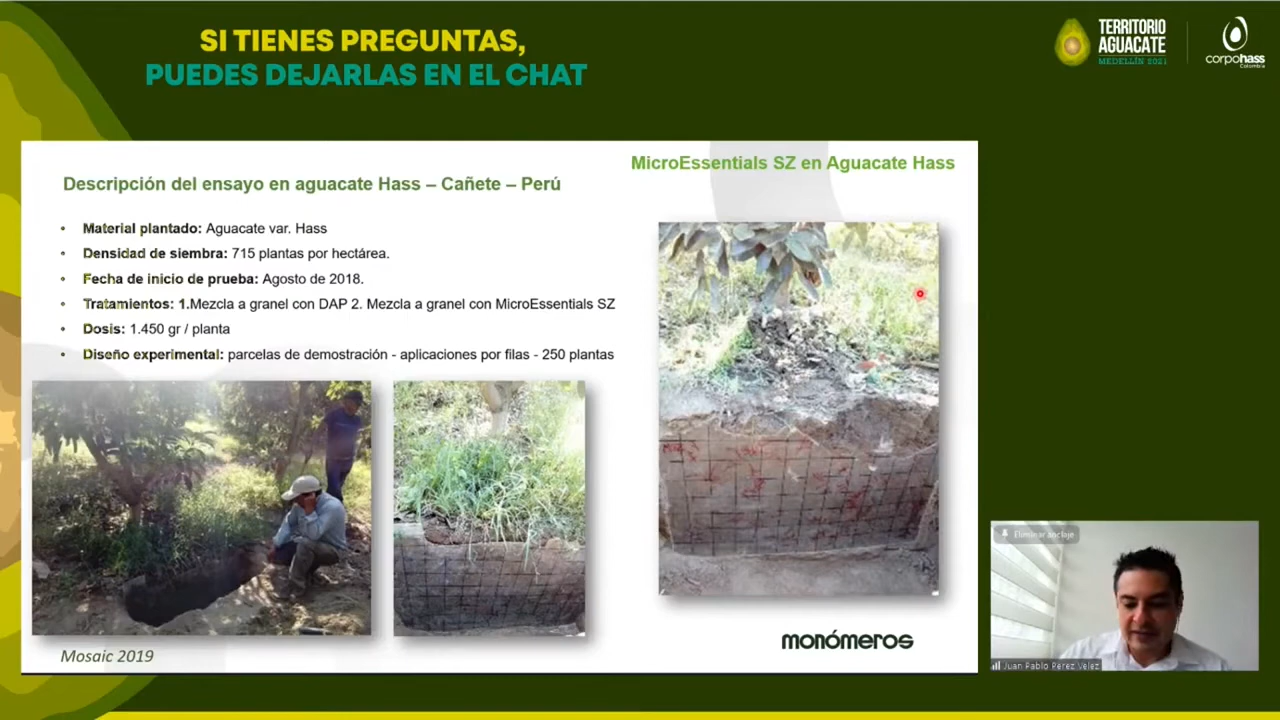 SI TIENES PREGUNTAS,
PUEDES DEJARLAS EN EL CHAT
TERRITORIO
AGUACATE
MEDELLÍN 2021
corpohass
Colombia
MicroEssentials SZ en Aguacate Hass
Descripción del ensayo en aguacate Hass – Cañete – Perú
• Material plantado: Aguacate var. Hass
• Densidad de siembra: 715 plantas por hectárea.
• Fecha de inicio de prueba: Agosto de 2018.
• Tratamientos: 1.Mezcla a granel con DAP 2. Mezcla a granel con MicroEssentials SZ
• Dosis: 1.450 gr / planta
• Diseño experimental: parcelas de demostración - aplicaciones por filas - 250 plantas
Mosaic 2019
monómeros
Eliminar anclaje
Juan Pablo Pérez Vélez